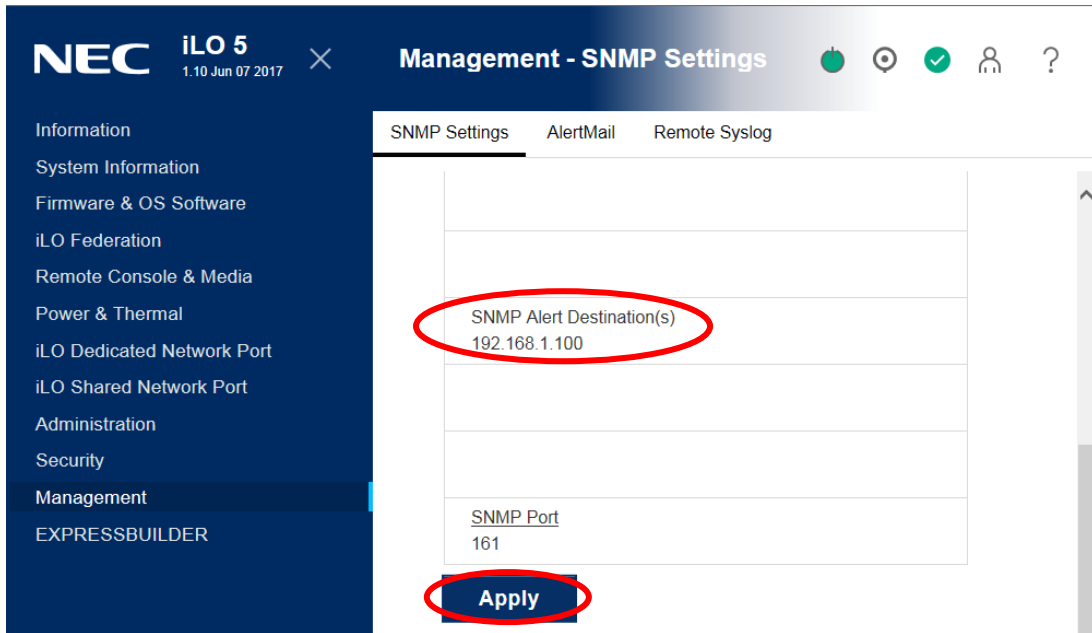 NEC iLO 5
1.10 Jun 07 2017
Management - SNMP Settings
?
Information
System Information
Firmware & OS Software
iLO Federation
Remote Console & Media
Power & Thermal
iLO Dedicated Network Port
iLO Shared Network Port
Administration
Security
Management
EXPRESSBUILDER
SNMP Settings AlertMail Remote Syslog
SNMP Alert Destination(s)
192.168.1.100
SNMP Port
161
Apply